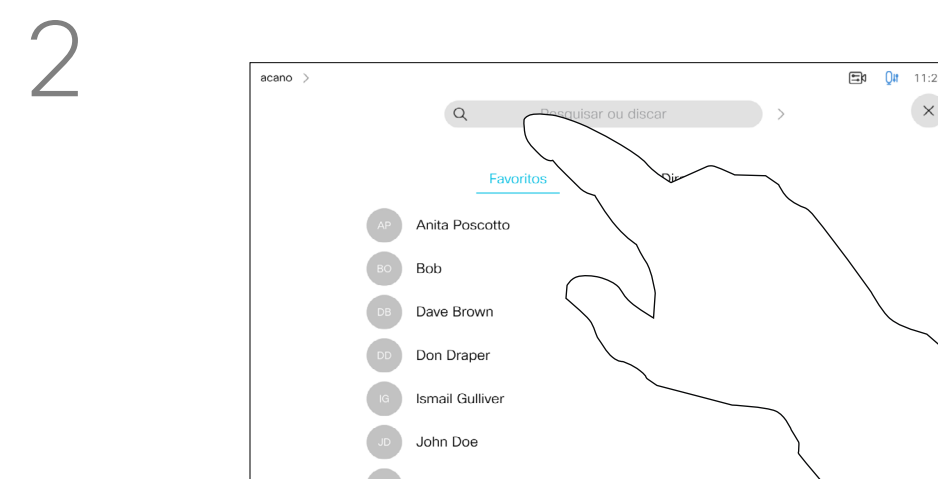 2
acano >
11:2
Pesquisar ou discar >
Favoritos Dir
AP Anita Poscotto
BO Bob
DB Dave Brown
DD Don Draper
IG Ismail Gulliver
JD John Doe